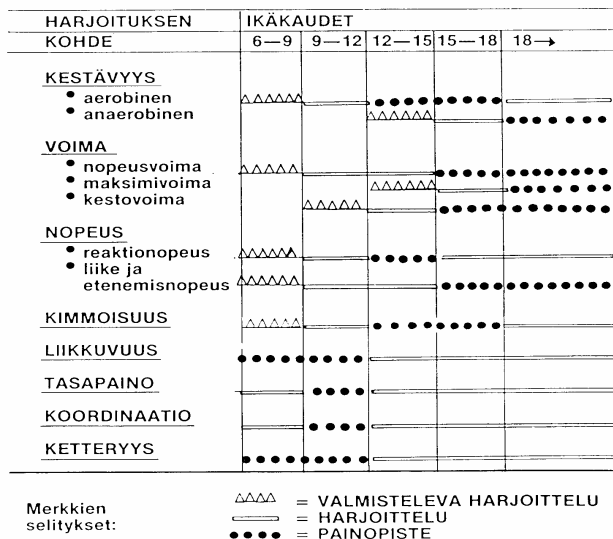 HARJOITUKSEN IKÄKAUDET
KOHDE 6—9 9—12 12—15 15—18 18→
KESTÄVYYS
• aerobinen
• anaerobinen
VOIMA
• nopeusvoima
• maksimivoima
• kestovoima
NOPEUS
• reaktionopeus
• liike ja
etenemisnopeus
KIMMOISUUS
LIIKKUVUUS
TASAPAINO
KOORDINAATIO
KETTERYYS
Merkkien
selitykset:
= VALMISTELEVA HARJOITTELU
= HARJOITTELU
= PAINOPISTE